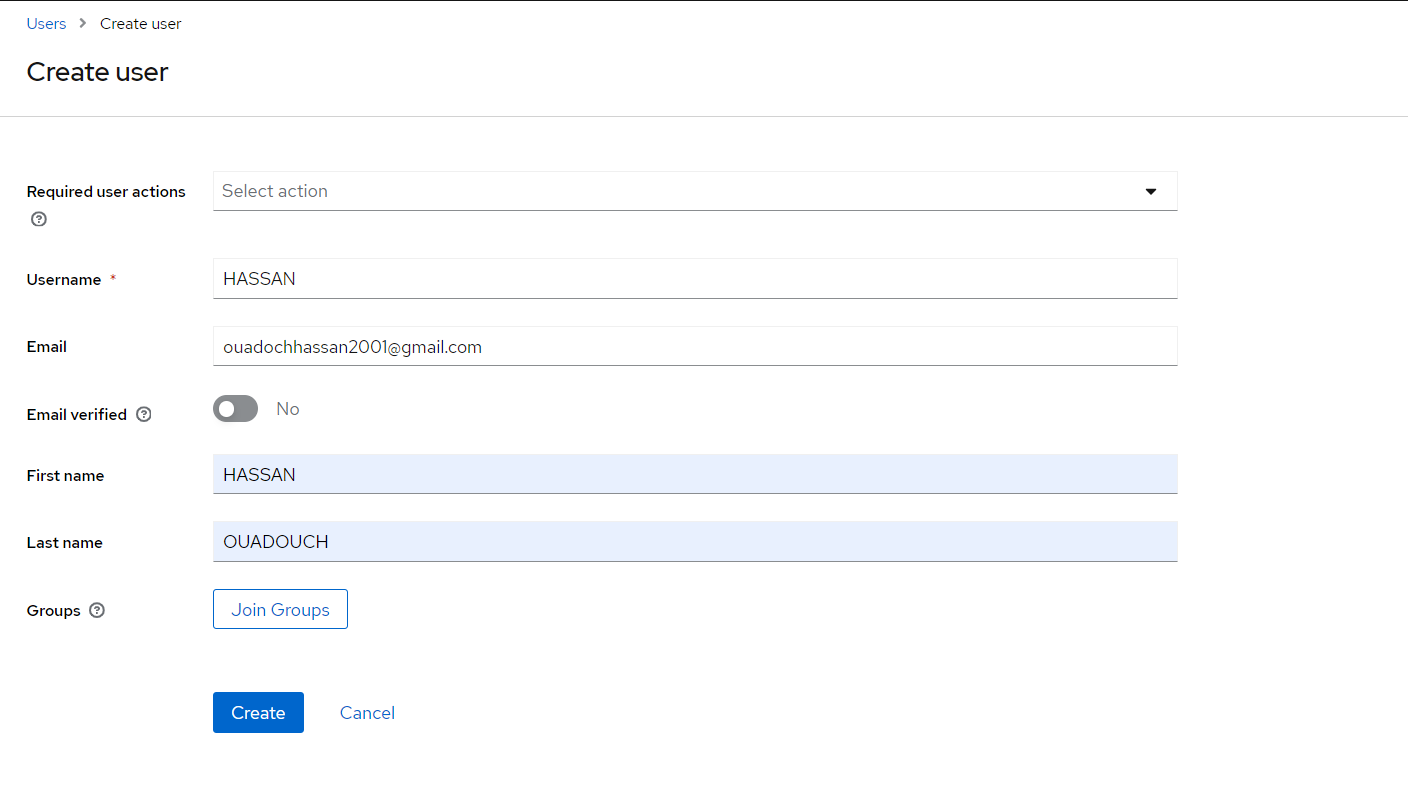 Users > Create user
Create user
Required user actions
Select action
Username *
HASSAN
Email
ouadochhassan2001@gmail.com
Email verified
No
First name
HASSAN
Last name
OUADOUCH
Groups
Join Groups
Create Cancel